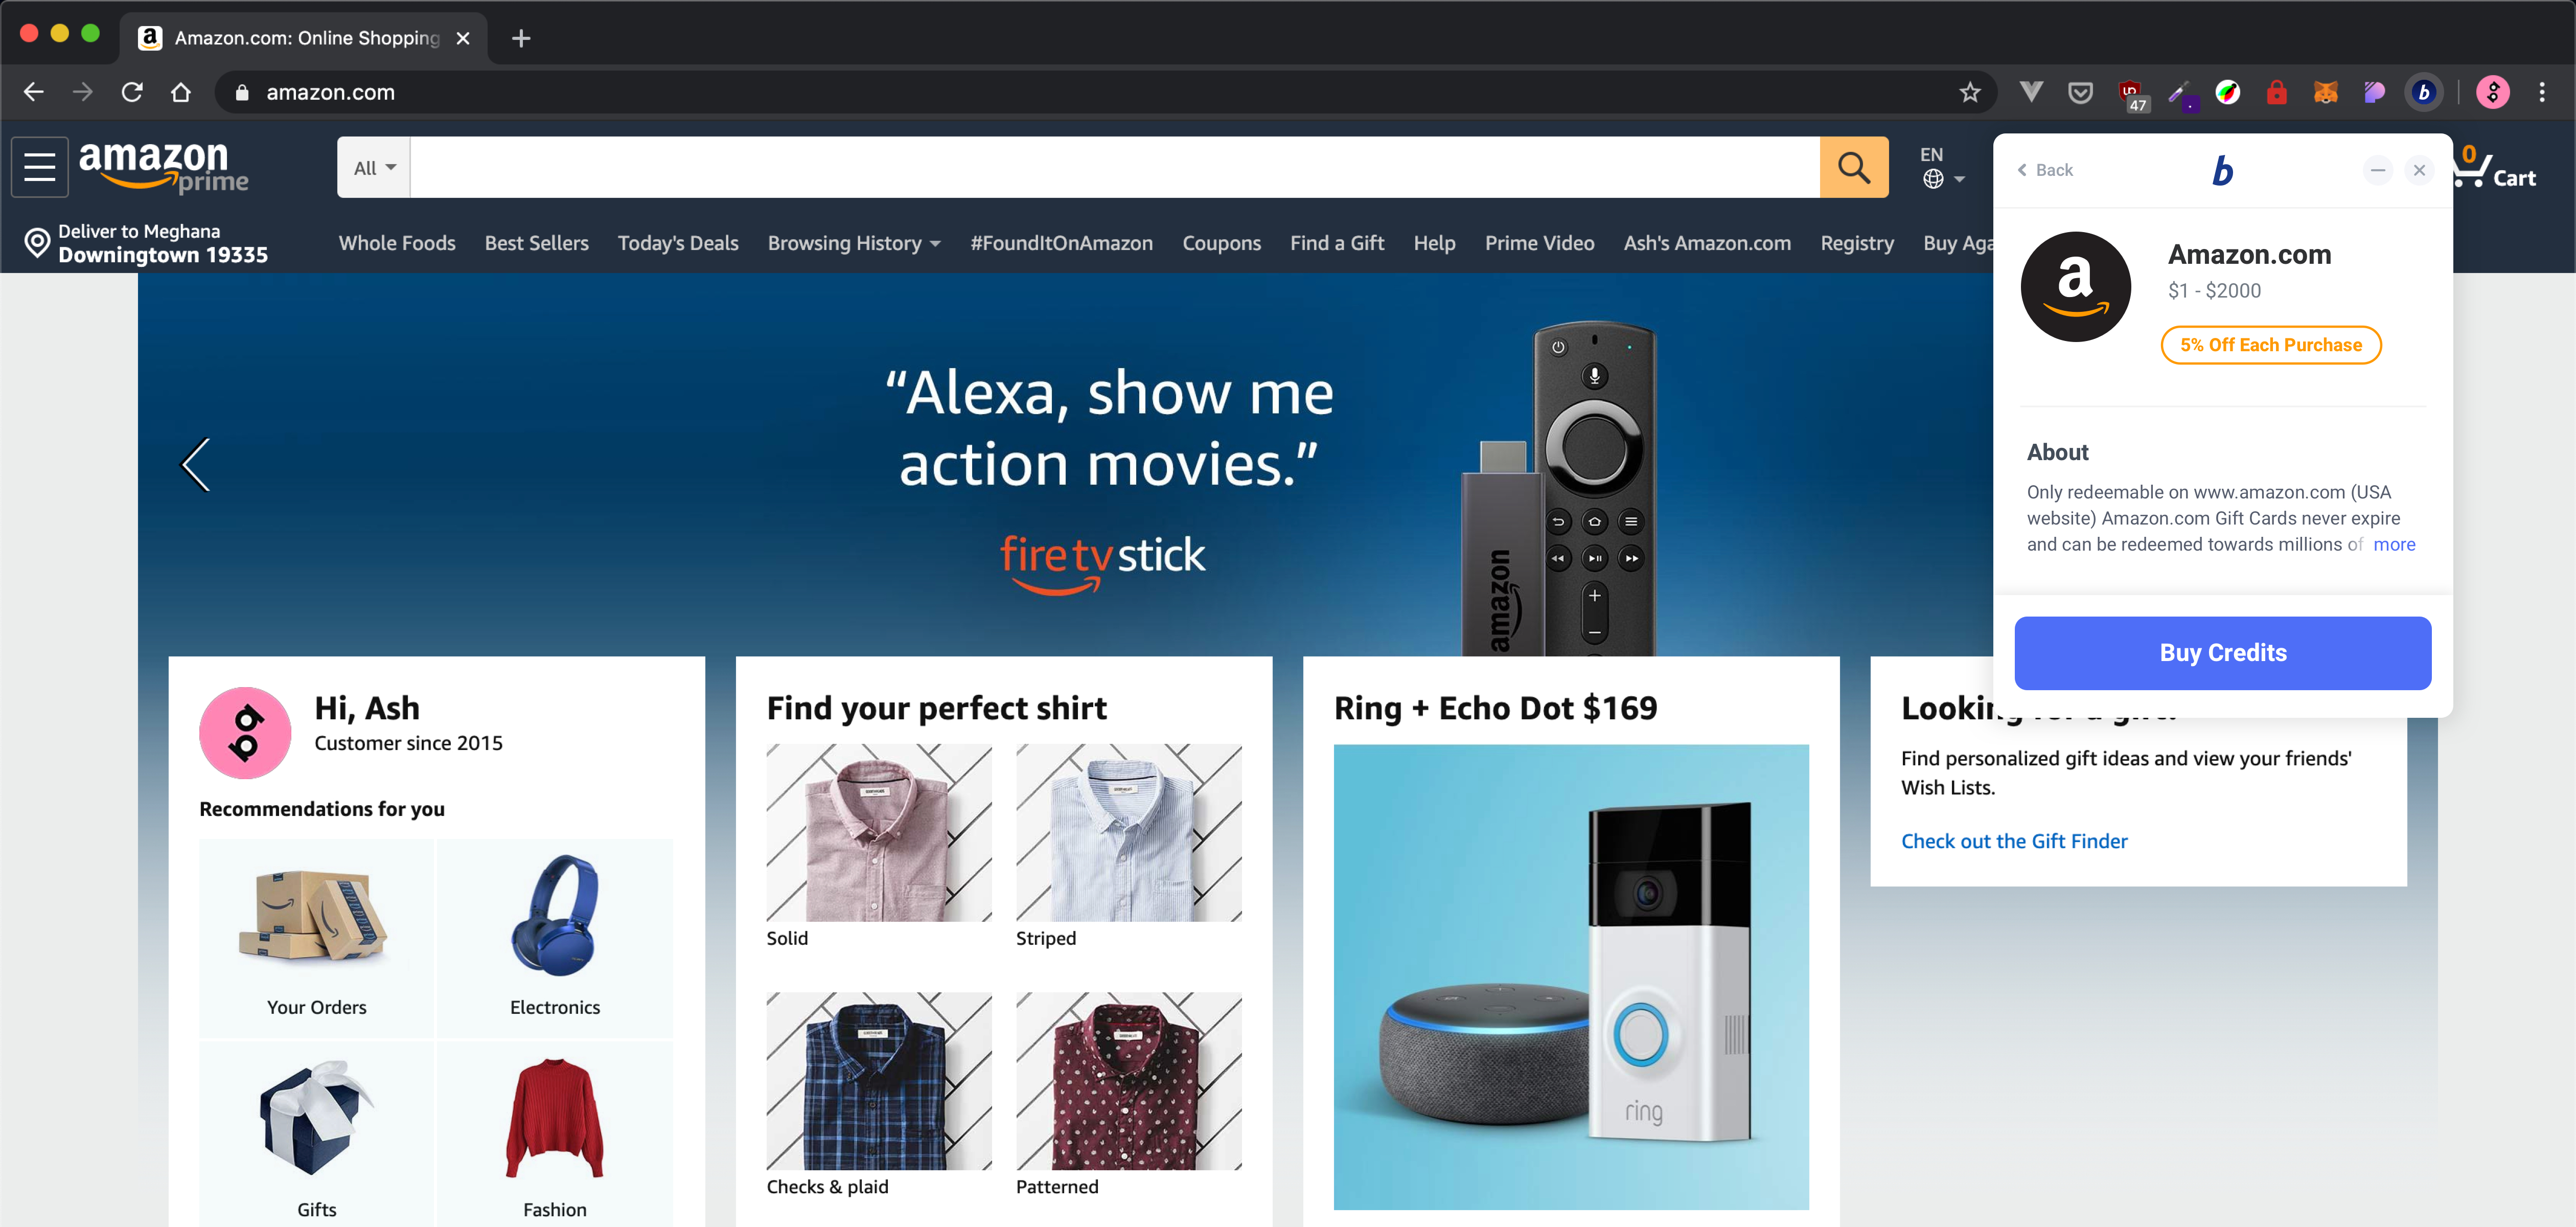 Amazon.com: Online Shopping
amazon.com
47
amazon
prime
All
EN
0
Cart
Deliver to Meghana
Downingtown 19335
Whole Foods
Best Sellers
Today's Deals
Browsing History
#FoundItOnAmazon
Coupons
Find a Gift
Help
Prime Video
Ash's Amazon.com
Registry
Buy Aga
Back
b
Amazon.com
$1 - $2000
5% Off Each Purchase
About
Only redeemable on www.amazon.com (USA
website) Amazon.com Gift Cards never expire
and can be redeemed towards millions of more
Buy Credits
“Alexa, show me
action movies.”
fire tv stick
amazon
Hi, Ash
Customer since 2015
Recommendations for you
Your Orders
Electronics
Gifts
Fashion
Find your perfect shirt
Solid
Striped
Checks & plaid
Patterned
Ring + Echo Dot $169
ring
Looking for a gift?
Find personalized gift ideas and view your friends'
Wish Lists.
Check out the Gift Finder